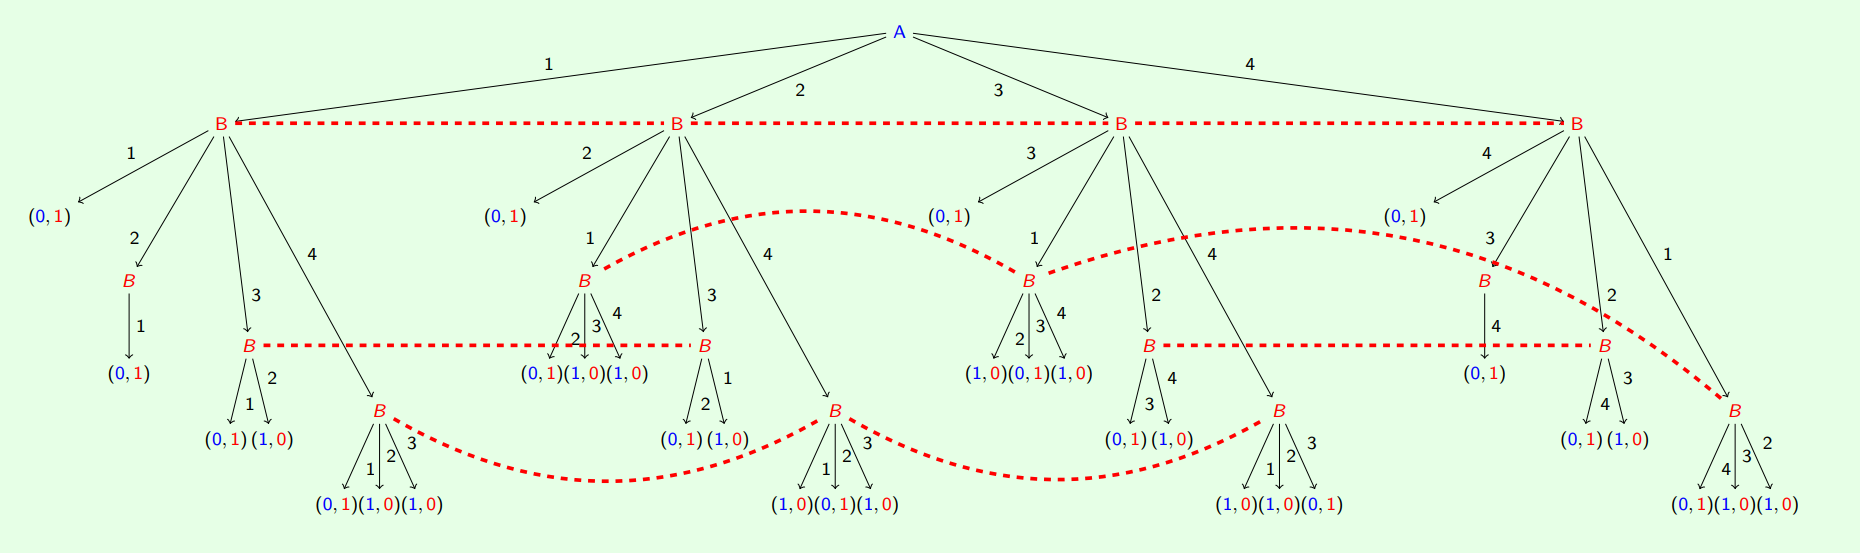 A
1 2 3 4
B B B B
1 2 3 4
(0, 1) (0, 1) (0, 1) (0, 1)
2 4 1 4 1 4 3 1
B B B B
3 3 2 2
1 2 3 4 2 3 4 4
B B B B
(0, 1) (0, 1)(1, 0)(1, 0) (1, 0)(0, 1)(1, 0) (0, 1)
1 2 2 1 3 4 4 3
B B B B
(0, 1) (1, 0) (0, 1) (1, 0) (0, 1) (1, 0) (0, 1) (1, 0)
1 2 3 1 2 3 1 2 3 4 3 2
(0, 1)(1, 0)(1, 0) (1, 0)(0, 1)(1, 0) (1, 0)(1, 0)(0, 1) (0, 1)(1, 0)(1, 0)